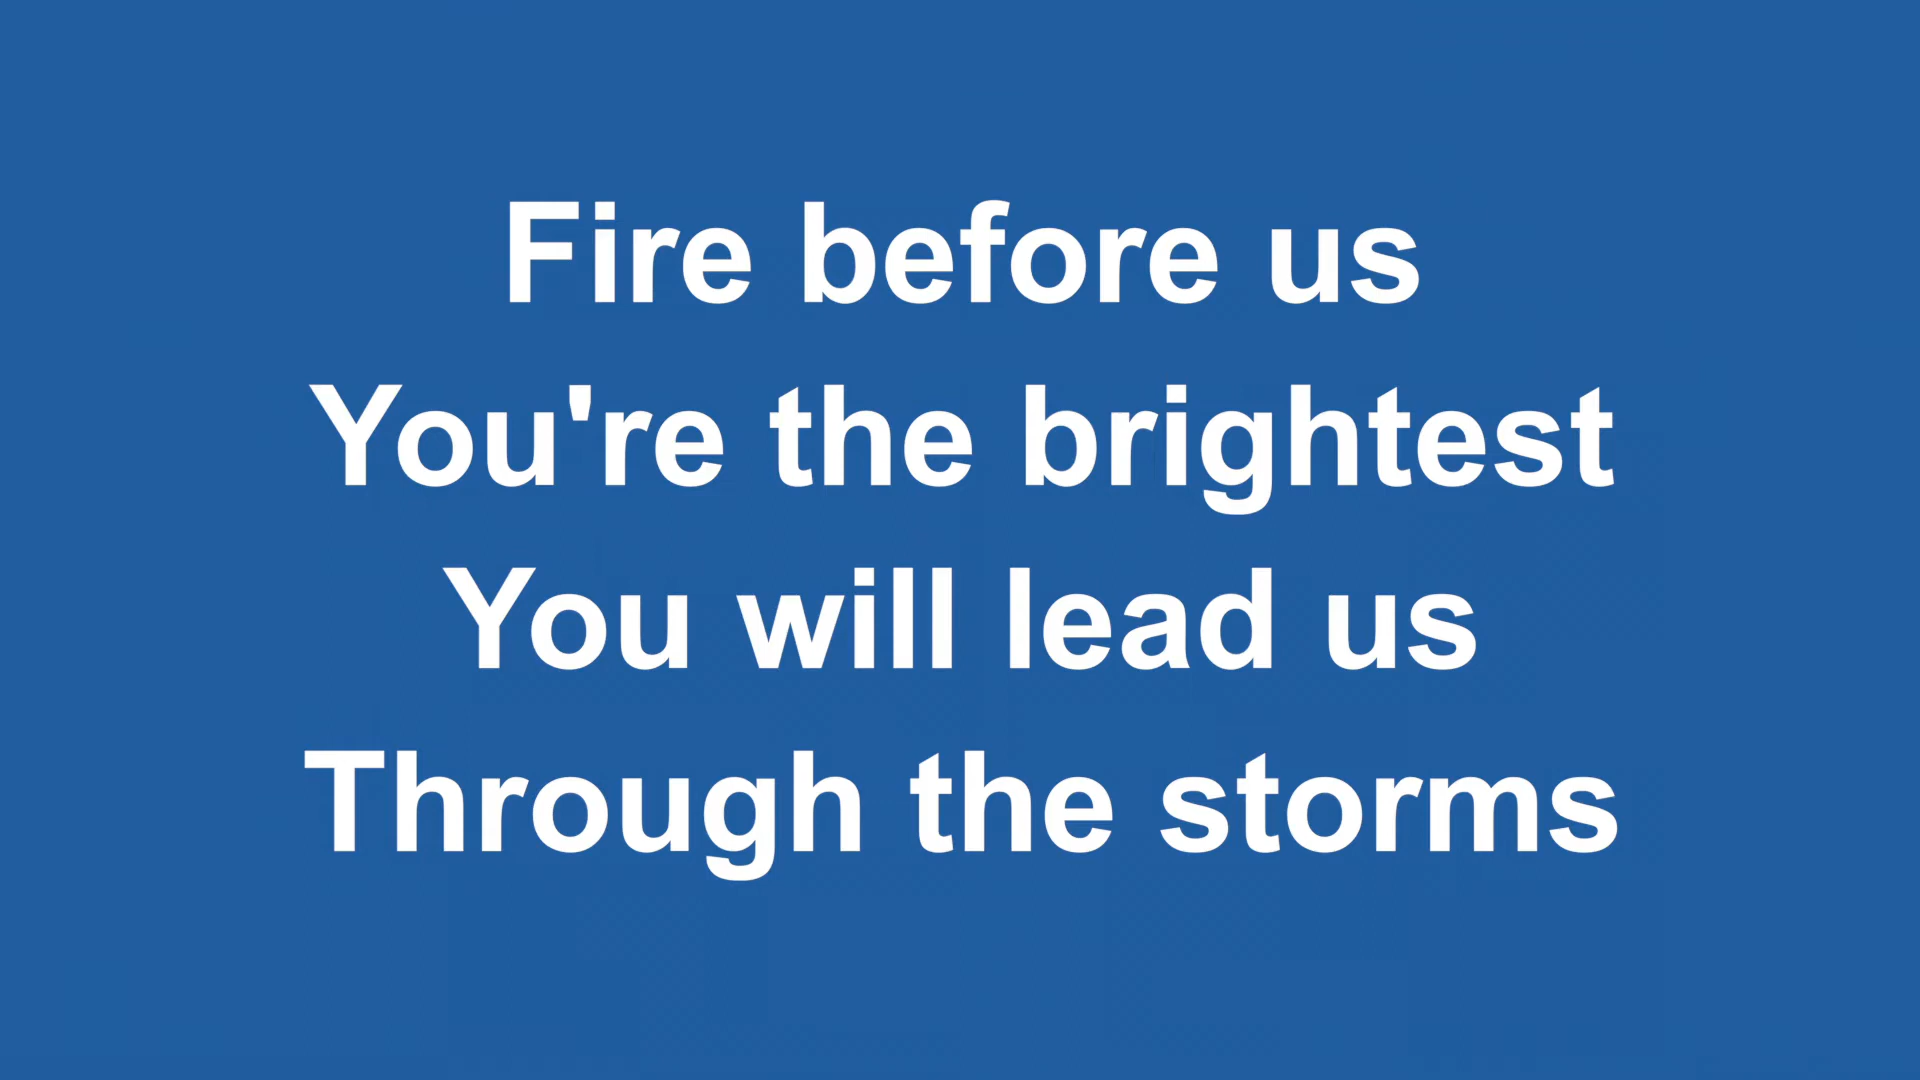 Fire before us
You're the brightest
You will lead us
Through the storms